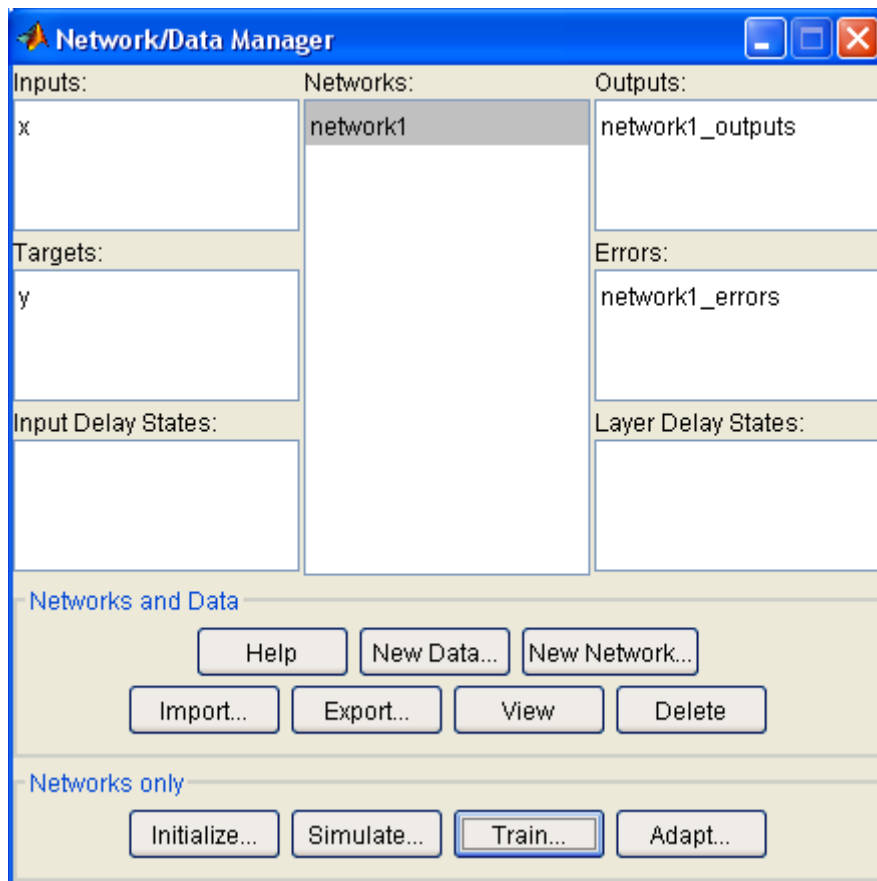 Network/Data Manager
Inputs: Networks: Outputs:
x network1 network1_outputs
Targets: Errors:
y network1_errors
Input Delay States: Layer Delay States:
Networks and Data
Help New Data... New Network...
Import... Export... View Delete
Networks only
Initialize... Simulate... Train... Adapt...